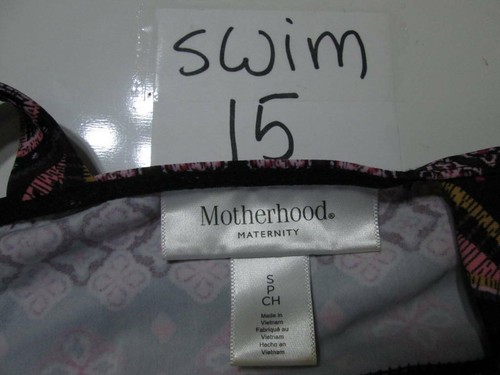 swim
15
Motherhood®
MATERNITY
S
P
CH
Made in
Vietnam
Fabriqué au
Vietnam
Hecho en
Vietnam